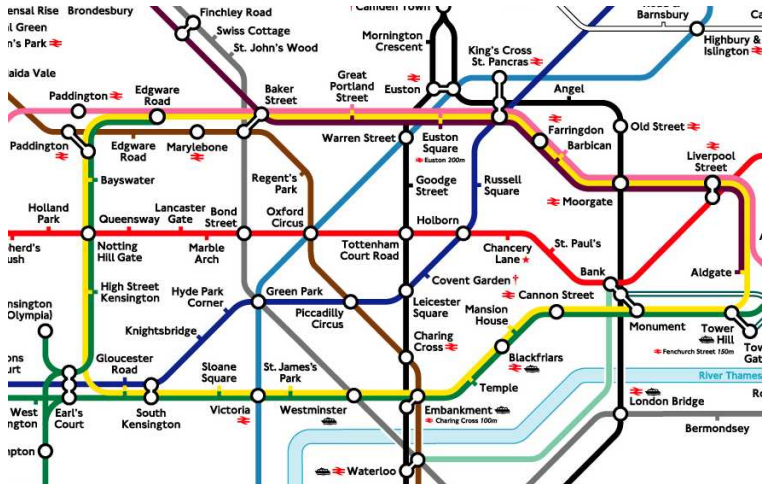 ensal Rise
Brondesbury
al Green
n's Park
Finchley Road
Swiss Cottage
St. John's Wood
Camden Town
Mornington
Crescent
King's Cross
St. Pancras
& Barnsbury
Highbury &
Islington
aida Vale
Paddington
Edgware
Road
Baker
Street
Great
Portland
Street
Euston
Angel
Old Street
Paddington
Edgware
Road
Marylebone
Warren Street
Euston
Square
Euston 200m
Farringdon
Barbican
Liverpool
Street
Bayswater
Regent's
Park
Goodge
Street
Russell
Square
Moorgate
Holland
Park
Queensway
Lancaster
Gate
Bond
Street
Oxford
Circus
Holborn
pherd's
ush
Notting
Hill Gate
Marble
Arch
Tottenham
Court Road
Chancery
Lane
St. Paul's
Bank
Aldgate
High Street
Kensington
Hyde Park
Corner
Green Park
Piccadilly
Circus
Covent Garden
Leicester
Square
Cannon Street
Mansion
House
nsington
Olympia)
Knightsbridge
Charing
Cross
Monument
Tower
Hill
Fenchurch Street 150m
Tow
Gat
ons
urt
Gloucester
Road
Sloane
Square
St. James's
Park
Blackfriars
Temple
River Thames
West
ngton
Earl's
Court
South
Kensington
Victoria
Westminster
Embankment
Charing Cross 100m
London Bridge
Ro
Bermondsey
mpton
Waterloo